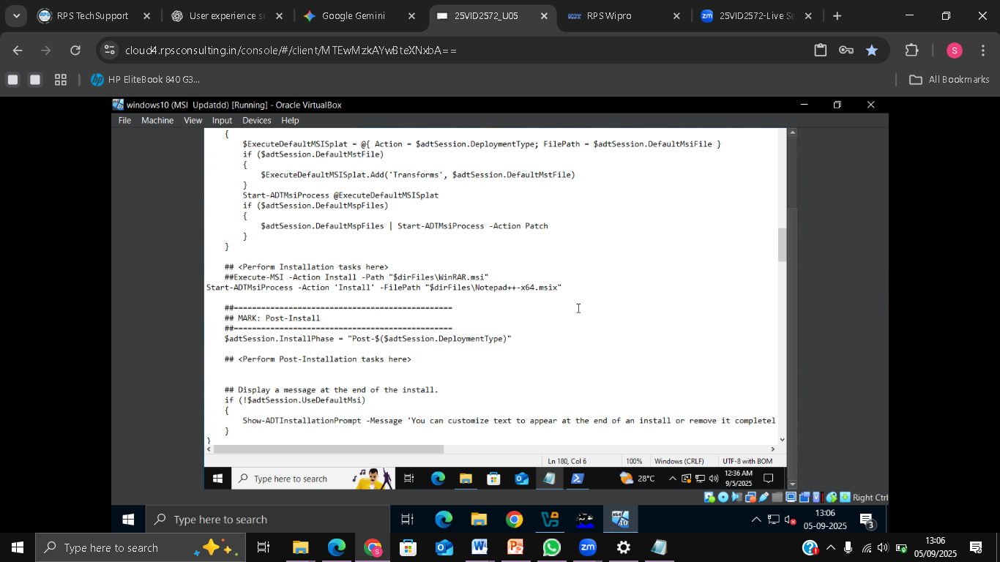 RPS TechSupport
User experience s
Google Gemini
25VID2572_U05
RPS Wipro
25VID2572-Live Se
cloud4.rpsconsulting.in/console/#/client/MTEwMzkAYwBteXNxbA==
S
HP EliteBook 840 G3...
All Bookmarks
windows10 (MSI Updatdd) [Running] - Oracle VirtualBox
File Machine View Input Devices Help
{
$ExecuteDefaultMSISplat = @{ Action = $adtSession.DeploymentType; FilePath = $adtSession.DefaultMsiFile }
if ($adtSession.DefaultMstFile)
{
$ExecuteDefaultMSISplat.Add('Transforms', $adtSession.DefaultMstFile)
}
Start-ADTMsiProcess @ExecuteDefaultMSISplat
if ($adtSession.DefaultMspFiles)
{
$adtSession.DefaultMspFiles | Start-ADTMsiProcess -Action Patch
}
}
## <Perform Installation tasks here>
##Execute-MSI -Action Install -Path "$dirFiles\WinRAR.msi"
Start-ADTMsiProcess -Action 'Install' -FilePath "$dirFiles\Notepad++-x64.msix"
##================================================
## MARK: Post-Install
##================================================
$adtSession.InstallPhase = "Post-$($adtSession.DeploymentType)"
## <Perform Post-Installation tasks here>
## Display a message at the end of the install.
if (!$adtSession.UseDefaultMsi)
{
Show-ADTInstallationPrompt -Message 'You can customize text to appear at the end of an install or remove it completel
}
}
Ln 180, Col 6
100%
Windows (CRLF)
UTF-8 with BOM
Type here to search
28°C
12:36 AM
9/5/2025
Right Ctrl
Type here to search
13:06
05-09-2025
3
Type here to search
13:06
05/09/2025